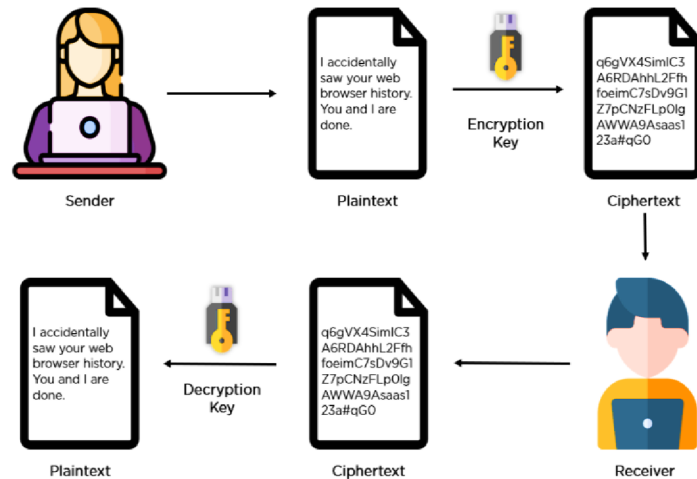 I accidentally
saw your web
browser history.
You and I are
done.
Encryption
Key
q6gVX4SimIC3
A6RDAhhL2Ffh
foeimC7sDv9G1
Z7pCNzFLp0Ig
AWWA9Asaas1
23a#qG0
Sender
Plaintext
Ciphertext
I accidentally
saw your web
browser history.
You and I are
done.
Decryption
Key
q6gVX4SimIC3
A6RDAhhL2Ffh
foeimC7sDv9G1
Z7pCNzFLp0Ig
AWWA9Asaas1
23a#qG0
Plaintext
Ciphertext
Receiver